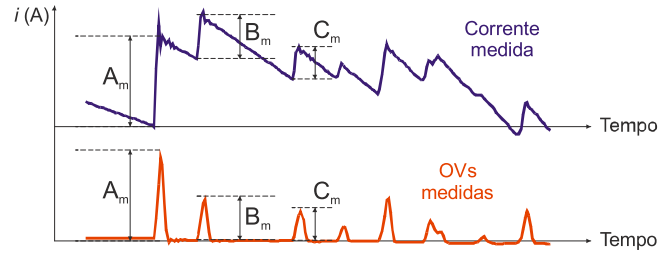 i (A)
Corrente
medida
Am
Bm
Cm
Tempo
OVs
medidas
Am
Bm
Cm
Tempo